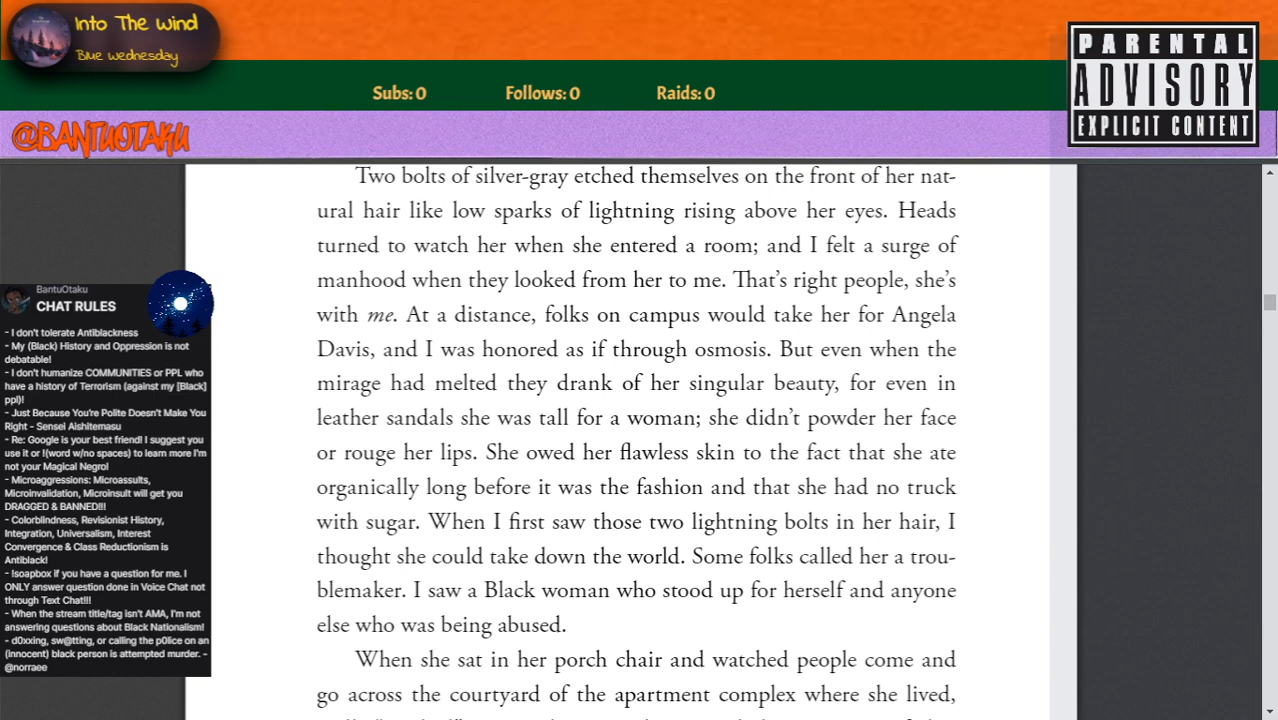 Into The wind
Blue wednesday
PARENTAL
ADVISORY
EXPLICIT CONTENT
Subs: 0 Follows: 0 Raids: 0
@BANTUOTAKU
BantuOtaku
CHAT RULES
- I don't tolerate Antiblackness
- My (Black) History and Oppression is not
debatable!
- I don't humanize COMMUNITIES or PPL who
have a history of Terrorism (against my [Black]
ppl)!
- Just Because You're Polite Doesn't Make You
Right - Sensei Aishitemasu
- Re: Google is your best friend! I suggest you
use it or !(word w/no spaces) to learn more I'm
not your Magical Negro!
- Microaggressions: Microassults,
Microinvalidation, Microinsult will get you
DRAGGED & BANNED!!!
- Colorblindness, Revisionist History,
Integration, Universalism, Interest
Convergence & Class Reductionism is
Antiblack!
- !soapbox if you have a question for me. I
ONLY answer question done in Voice Chat not
through Text Chat!!!
- When the stream title/tag isn't AMA, I'm not
answering questions about Black Nationalism!
- d0xxing, sw@tting, or calling the p0lice on an
(innocent) black person is attempted murder. -
@norraee
Two bolts of silver-gray etched themselves on the front of her nat-
ural hair like low sparks of lightning rising above her eyes. Heads
turned to watch her when she entered a room; and I felt a surge of
manhood when they looked from her to me. That's right people, she's
with me. At a distance, folks on campus would take her for Angela
Davis, and I was honored as if through osmosis. But even when the
mirage had melted they drank of her singular beauty, for even in
leather sandals she was tall for a woman; she didn't powder her face
or rouge her lips. She owed her flawless skin to the fact that she ate
organically long before it was the fashion and that she had no truck
with sugar. When I first saw those two lightning bolts in her hair, I
thought she could take down the world. Some folks called her a trou-
blemaker. I saw a Black woman who stood up for herself and anyone
else who was being abused.
When she sat in her porch chair and watched people come and
go across the courtyard of the apartment complex where she lived,